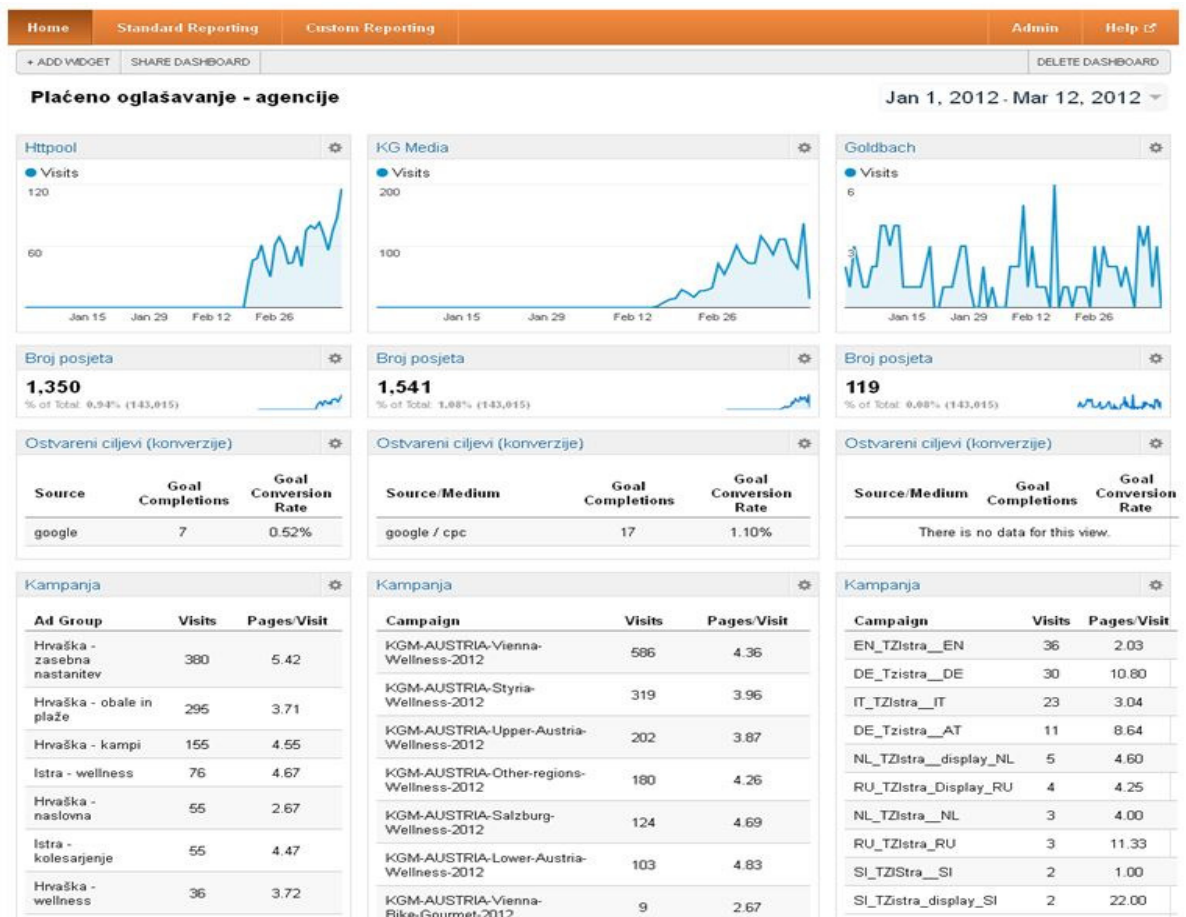 Home Standard Reporting Custom Reporting Admin Help
+ ADD WIDGET SHARE DASHBOARD DELETE DASHBOARD
Plaćeno oglašavanje - agencije
Jan 1, 2012 - Mar 12, 2012
Httpool
Visits
120
60
Jan 15 Jan 29 Feb 12 Feb 26
KG Media
Visits
200
100
Jan 15 Jan 29 Feb 12 Feb 26
Goldbach
Visits
6
3
Jan 15 Jan 29 Feb 12 Feb 26
Broj posjeta
1,350
% of Total: 0.94% (143,015)
Broj posjeta
1,541
% of Total: 1.08% (143,015)
Broj posjeta
119
% of Total: 0.08% (143,015)
Ostvareni ciljevi (konverzije)
Source Goal Completions Goal Conversion Rate
google 7 0.52%
Ostvareni ciljevi (konverzije)
Source/Medium Goal Completions Goal Conversion Rate
google / cpc 17 1.10%
Ostvareni ciljevi (konverzije)
Source/Medium Goal Completions Goal Conversion Rate
There is no data for this view.
Kampanja
Ad Group Visits Pages/Visit
Hrvaška - zasebna nastanitev 380 5.42
Hrvaška - obale in plaže 295 3.71
Hrvaška - kampi 155 4.55
Istra - wellness 76 4.67
Hrvaška - naslovna 55 2.67
Istra - kolesarjenje 55 4.47
Hrvaška - wellness 36 3.72
Kampanja
Campaign Visits Pages/Visit
KGM-AUSTRIA-Vienna-Wellness-2012 586 4.36
KGM-AUSTRIA-Styria-Wellness-2012 319 3.96
KGM-AUSTRIA-Upper-Austria-Wellness-2012 202 3.87
KGM-AUSTRIA-Other-regions-Wellness-2012 180 4.26
KGM-AUSTRIA-Salzburg-Wellness-2012 124 4.69
KGM-AUSTRIA-Lower-Austria-Wellness-2012 103 4.83
KGM-AUSTRIA-Vienna-Bike-Gourmet-2012 9 2.67
Kampanja
Campaign Visits Pages/Visit
EN_TZIstra__EN 36 2.03
DE_Tzistra__DE 30 10.80
IT_TZIstra__IT 23 3.04
DE_Tzistra__AT 11 8.64
NL_TZIstra__display_NL 5 4.60
RU_TZIstra_Display_RU 4 4.25
NL_TZIstra__NL 3 4.00
RU_TZIstra_RU 3 11.33
SI_TZIStra__SI 2 1.00
SI_TZistra_display_SI 2 22.00